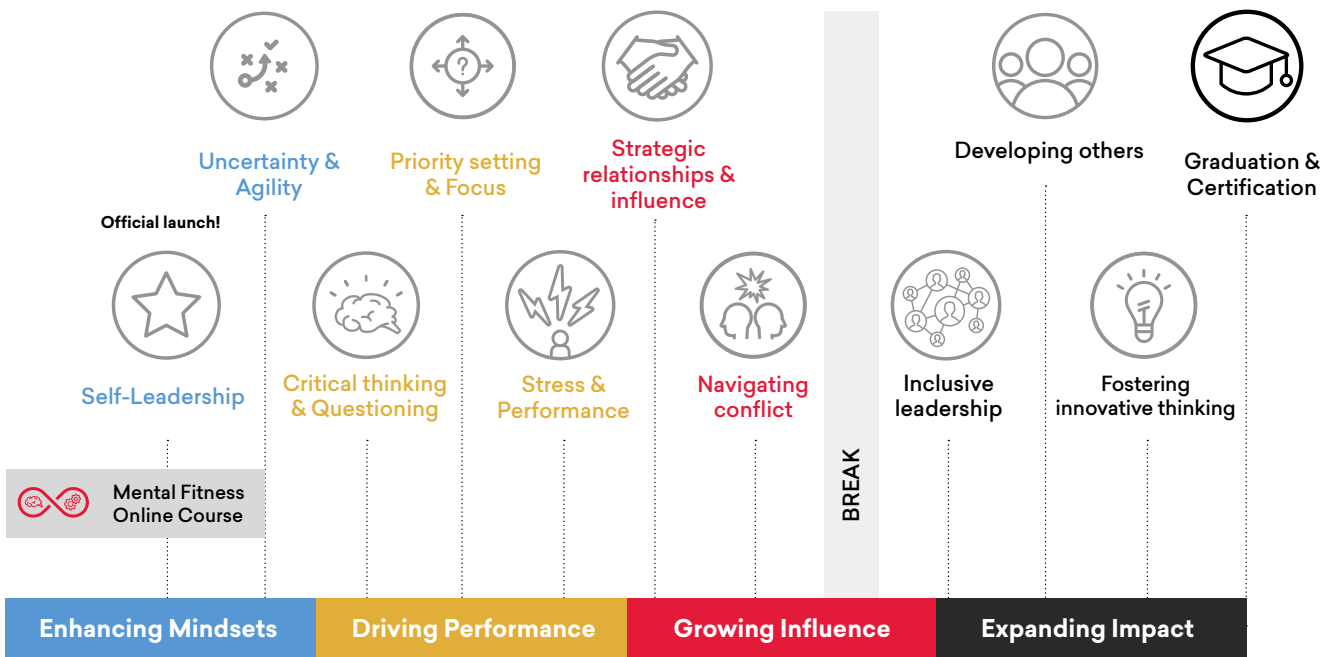 Uncertainty &
Agility
Priority setting
& Focus
Strategic
relationships &
influence
Developing others
Graduation &
Certification
Official launch!
?
Self-Leadership
Critical thinking
& Questioning
Stress &
Performance
Navigating
conflict
Inclusive
leadership
Fostering
innovative thinking
Mental Fitness
Online Course
BREAK
Enhancing Mindsets
Driving Performance
Growing Influence
Expanding Impact